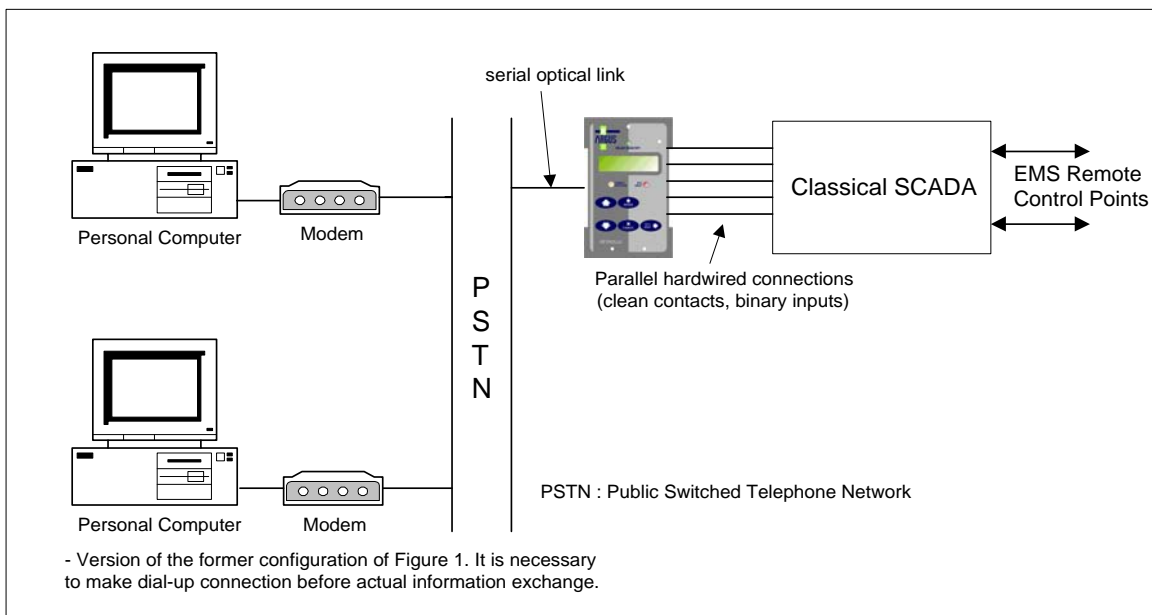 serial optical link
ARGUS
Classical SCADA
EMS Remote
Control Points
Personal Computer
Modem
Parallel hardwired connections
(clean contacts, binary inputs)
P
S
T
N
PSTN : Public Switched Telephone Network
Personal Computer
Modem
- Version of the former configuration of Figure 1. It is necessary
to make dial-up connection before actual information exchange.